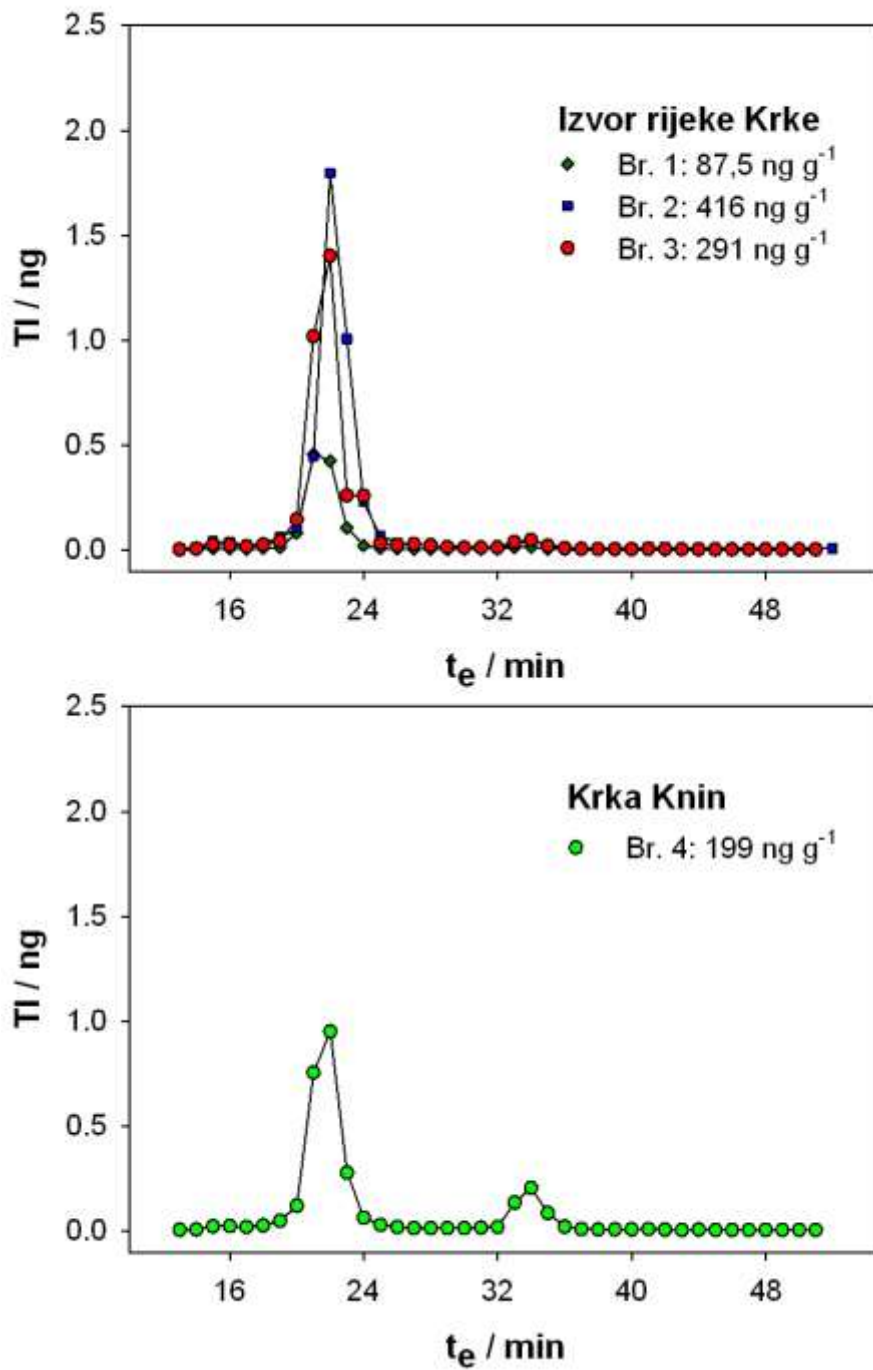 2.5
2.0
1.5
1.0
0.5
0.0
Tl / ng
Izvor rijeke Krke
Br. 1: 87,5 ng g⁻¹
Br. 2: 416 ng g⁻¹
Br. 3: 291 ng g⁻¹
16 24 32 40 48
te / min
2.5
2.0
1.5
1.0
0.5
0.0
Tl / ng
Krka Knin
Br. 4: 199 ng g⁻¹
16 24 32 40 48
te / min